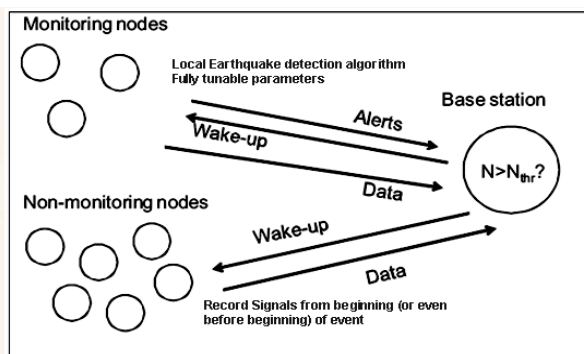 Monitoring nodes
Local Earthquake detection algorithm
Fully tunable parameters
Base station
Alerts
Wake-up
N>Nthr?
Data
Non-monitoring nodes
Wake-up
Data
Record Signals from beginning (or even
before beginning) of event